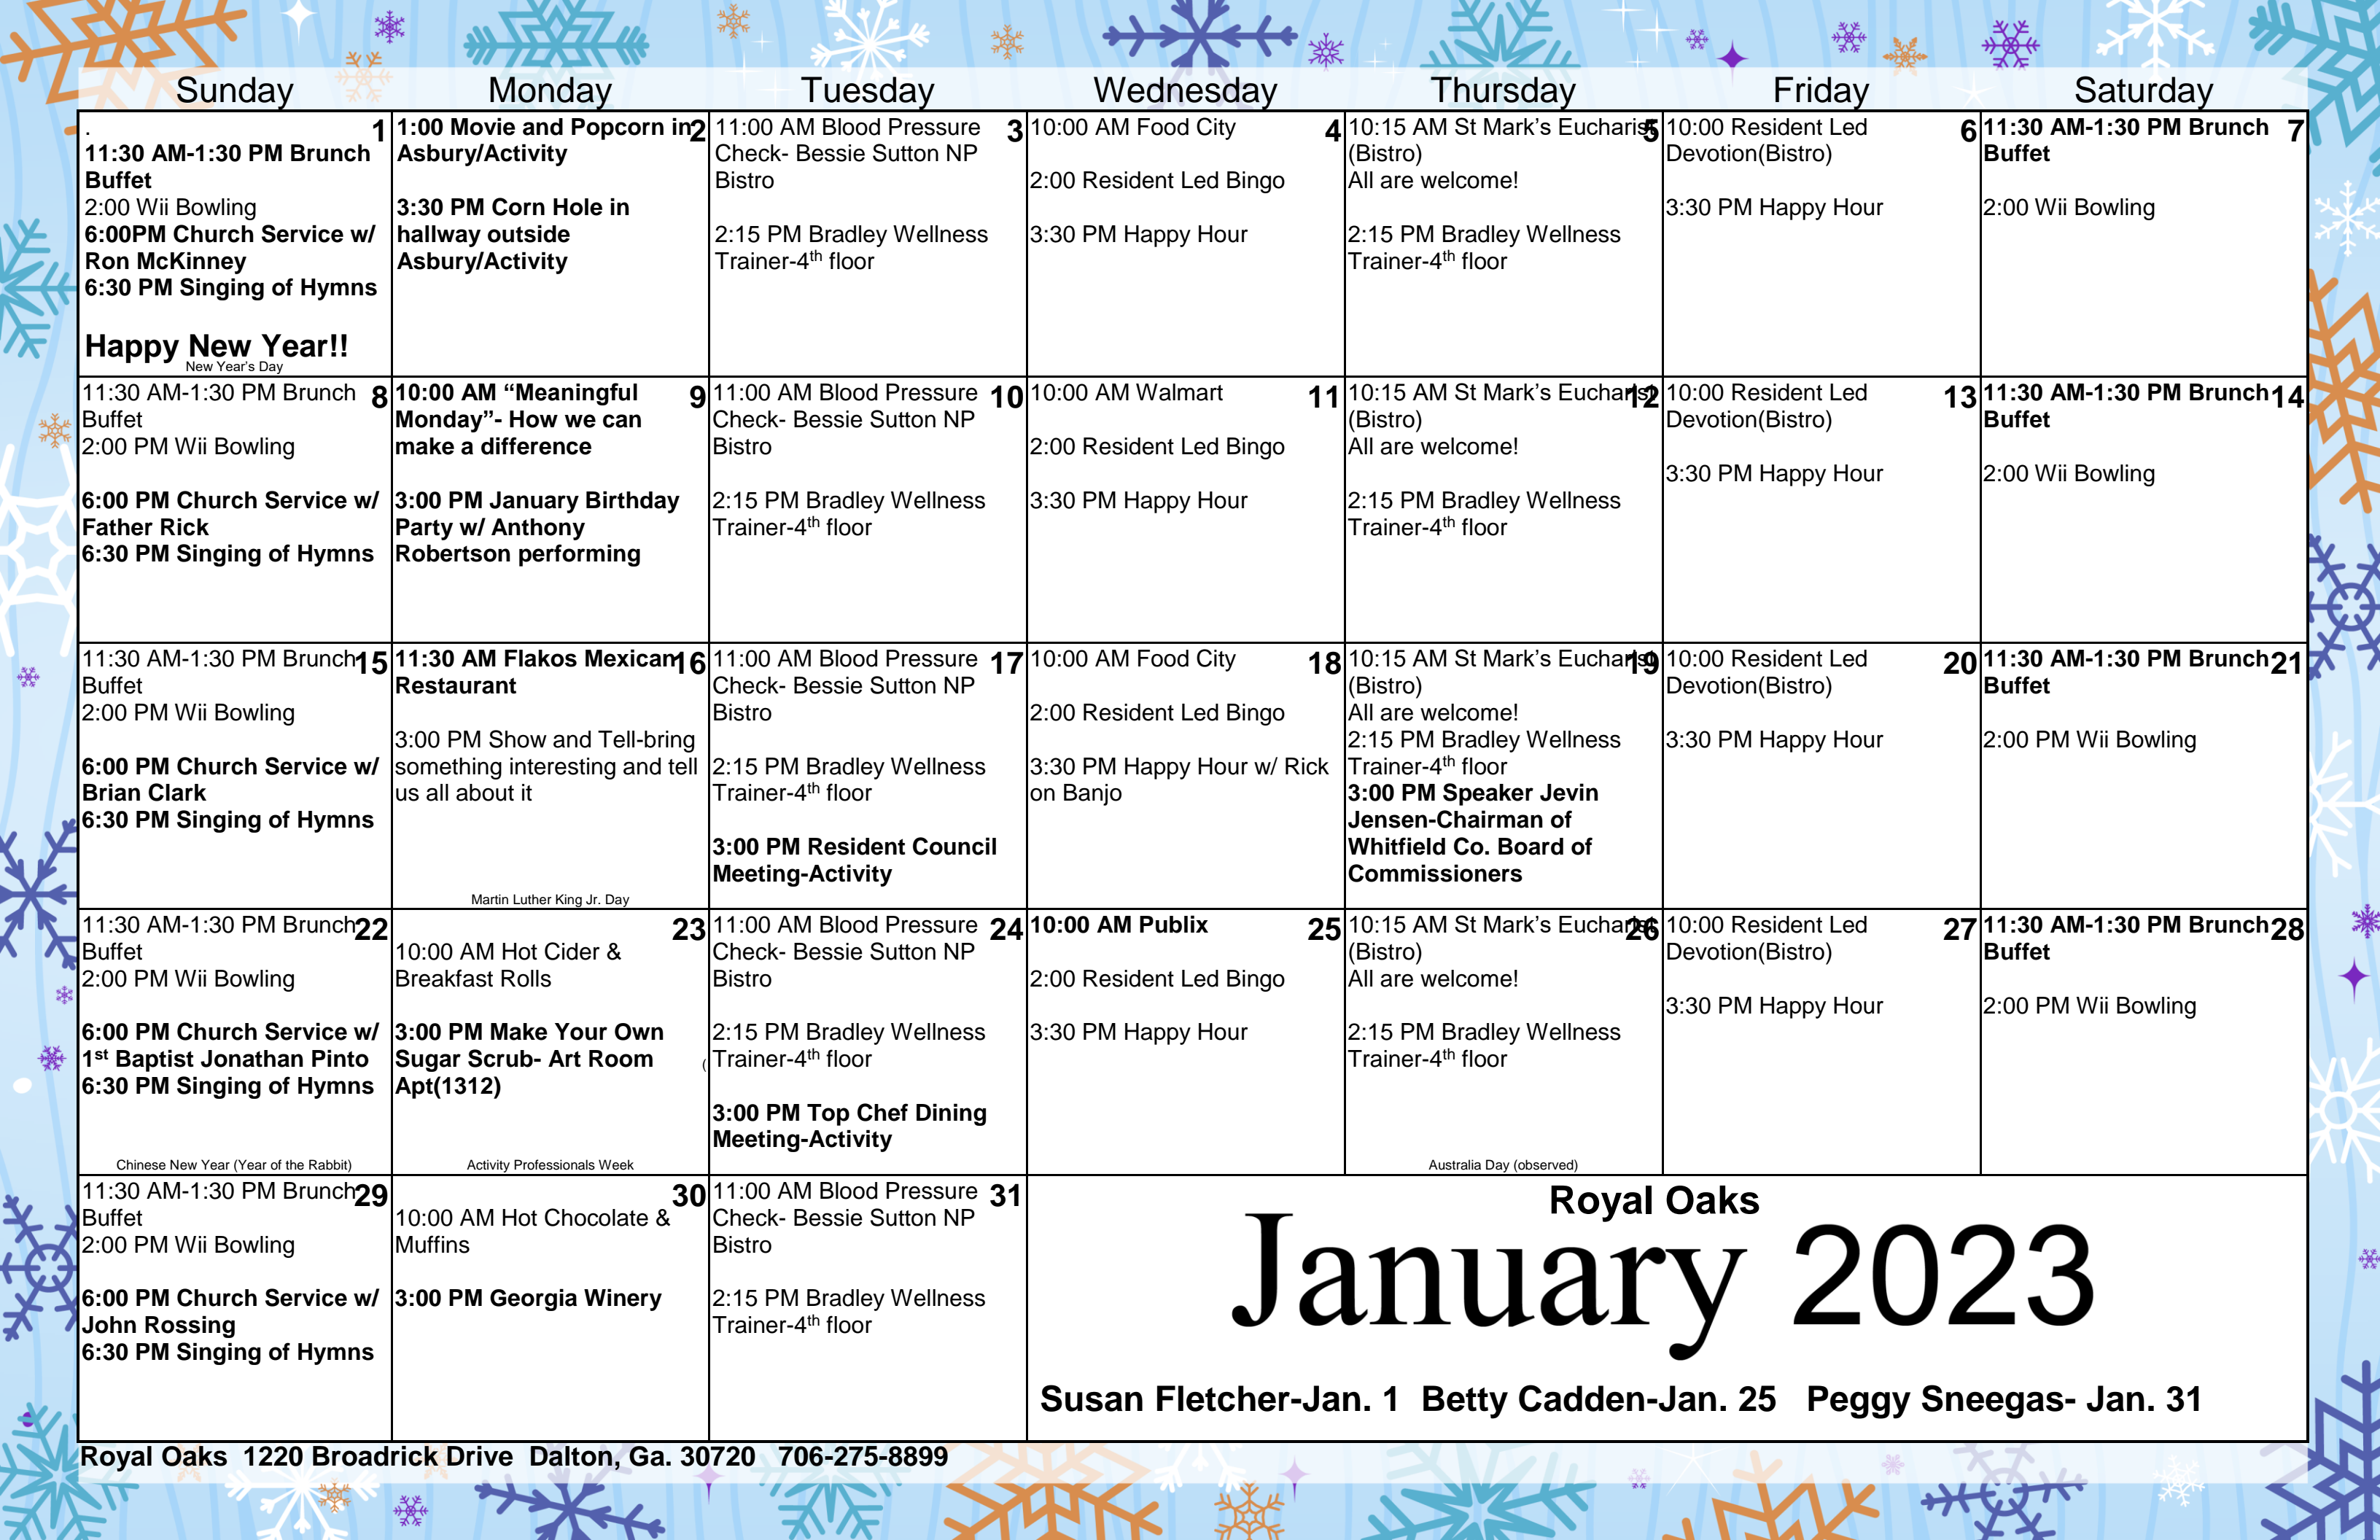 Sunday Monday Tuesday Wednesday Thursday Friday Saturday
.
1
11:30 AM-1:30 PM Brunch
Buffet
2:00 Wii Bowling
6:00PM Church Service w/
Ron McKinney
6:30 PM Singing of Hymns
Happy New Year!!
New Year's Day
1:00 Movie and Popcorn in
2
Asbury/Activity
3:30 PM Corn Hole in
hallway outside
Asbury/Activity
11:00 AM Blood Pressure
3
Check- Bessie Sutton NP
Bistro
2:15 PM Bradley Wellness
Trainer-4th floor
10:00 AM Food City
4
2:00 Resident Led Bingo
3:30 PM Happy Hour
10:15 AM St Mark's Eucharist
5
(Bistro)
All are welcome!
2:15 PM Bradley Wellness
Trainer-4th floor
10:00 Resident Led
6
Devotion(Bistro)
3:30 PM Happy Hour
11:30 AM-1:30 PM Brunch
7
Buffet
2:00 Wii Bowling
11:30 AM-1:30 PM Brunch
8
Buffet
2:00 PM Wii Bowling
6:00 PM Church Service w/
Father Rick
6:30 PM Singing of Hymns
10:00 AM “Meaningful
9
Monday”- How we can
make a difference
3:00 PM January Birthday
Party w/ Anthony
Robertson performing
11:00 AM Blood Pressure
10
Check- Bessie Sutton NP
Bistro
2:15 PM Bradley Wellness
Trainer-4th floor
10:00 AM Walmart
11
2:00 Resident Led Bingo
3:30 PM Happy Hour
10:15 AM St Mark's Eucharist
12
(Bistro)
All are welcome!
2:15 PM Bradley Wellness
Trainer-4th floor
10:00 Resident Led
13
Devotion(Bistro)
3:30 PM Happy Hour
11:30 AM-1:30 PM Brunch
14
Buffet
2:00 Wii Bowling
11:30 AM-1:30 PM Brunch
15
Buffet
2:00 PM Wii Bowling
6:00 PM Church Service w/
Brian Clark
6:30 PM Singing of Hymns
11:30 AM Flakos Mexican
16
Restaurant
3:00 PM Show and Tell-bring
something interesting and tell
us all about it
Martin Luther King Jr. Day
11:00 AM Blood Pressure
17
Check- Bessie Sutton NP
Bistro
2:15 PM Bradley Wellness
Trainer-4th floor
3:00 PM Resident Council
Meeting-Activity
10:00 AM Food City
18
2:00 Resident Led Bingo
3:30 PM Happy Hour w/ Rick
on Banjo
10:15 AM St Mark's Eucharist
19
(Bistro)
All are welcome!
2:15 PM Bradley Wellness
Trainer-4th floor
3:00 PM Speaker Jevin
Jensen-Chairman of
Whitfield Co. Board of
Commissioners
10:00 Resident Led
20
Devotion(Bistro)
3:30 PM Happy Hour
11:30 AM-1:30 PM Brunch
21
Buffet
2:00 PM Wii Bowling
11:30 AM-1:30 PM Brunch
22
Buffet
2:00 PM Wii Bowling
6:00 PM Church Service w/
1st Baptist Jonathan Pinto
6:30 PM Singing of Hymns
Chinese New Year (Year of the Rabbit)
23
10:00 AM Hot Cider &
Breakfast Rolls
3:00 PM Make Your Own
Sugar Scrub- Art Room
(
Apt(1312)
Activity Professionals Week
11:00 AM Blood Pressure
24
Check- Bessie Sutton NP
Bistro
2:15 PM Bradley Wellness
Trainer-4th floor
3:00 PM Top Chef Dining
Meeting-Activity
10:00 AM Publix
25
2:00 Resident Led Bingo
3:30 PM Happy Hour
10:15 AM St Mark's Eucharist
26
(Bistro)
All are welcome!
2:15 PM Bradley Wellness
Trainer-4th floor
Australia Day (observed)
10:00 Resident Led
27
Devotion(Bistro)
3:30 PM Happy Hour
11:30 AM-1:30 PM Brunch
28
Buffet
2:00 PM Wii Bowling
11:30 AM-1:30 PM Brunch
29
Buffet
2:00 PM Wii Bowling
6:00 PM Church Service w/
John Rossing
6:30 PM Singing of Hymns
30
10:00 AM Hot Chocolate &
Muffins
3:00 PM Georgia Winery
11:00 AM Blood Pressure
31
Check- Bessie Sutton NP
Bistro
2:15 PM Bradley Wellness
Trainer-4th floor
Royal Oaks
January 2023
Susan Fletcher-Jan. 1 Betty Cadden-Jan. 25 Peggy Sneegas- Jan. 31
Royal Oaks 1220 Broadrick Drive Dalton, Ga. 30720 706-275-8899